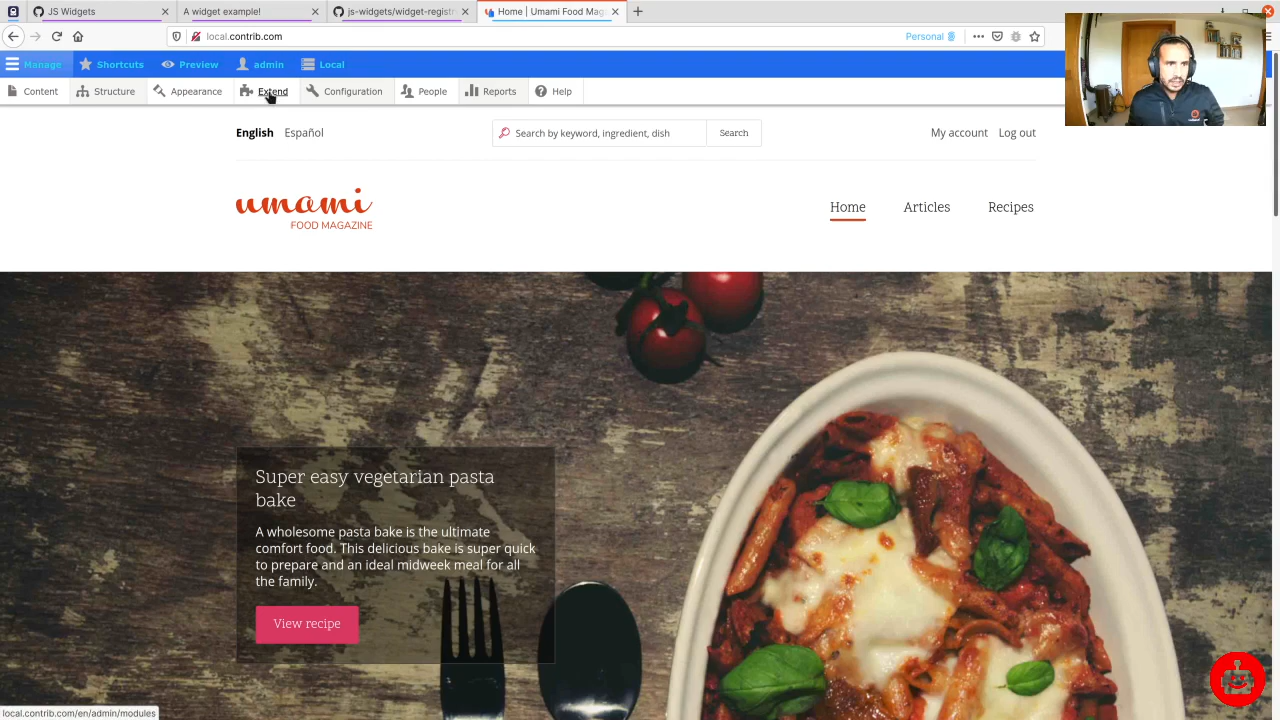 JS Widgets
A widget example!
js-widgets/widget-registr
Home | Umami Food Mag
local.contrib.com
Personal
Manage
Shortcuts
Preview
admin
Local
Content
Structure
Appearance
Extend
Configuration
People
Reports
Help
English
Español
Search by keyword, ingredient, dish
Search
My account
Log out
umami
FOOD MAGAZINE
Home
Articles
Recipes
Super easy vegetarian pasta
bake
A wholesome pasta bake is the ultimate
comfort food. This delicious bake is super quick
to prepare and an ideal midweek meal for all
the family.
View recipe
local.contrib.com/en/admin/modules